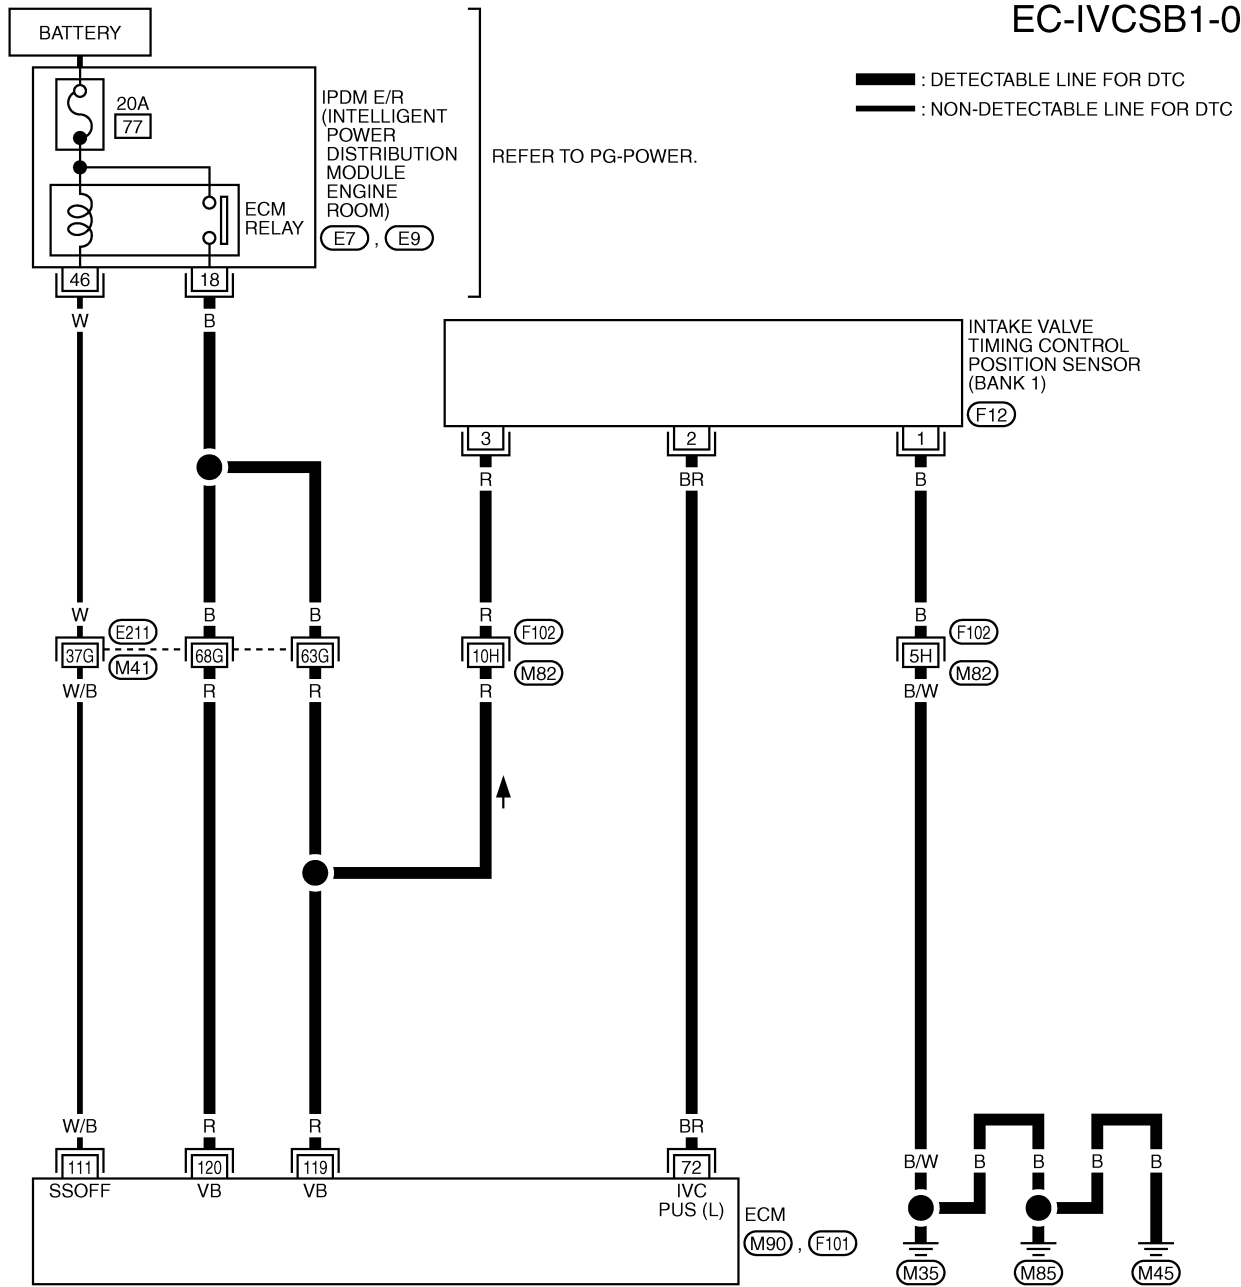 EC-IVCSB1-0
BATTERY
: DETECTABLE LINE FOR DTC
: NON-DETECTABLE LINE FOR DTC
20A
77
IPDM E/R
(INTELLIGENT
POWER
DISTRIBUTION
MODULE
ENGINE
ROOM)
E7 , E9
REFER TO PG-POWER.
ECM
RELAY
46 18
W B
INTAKE VALVE
TIMING CONTROL
POSITION SENSOR
(BANK 1)
F12
3 2 1
R BR B
W B B R B
E211 F102 F102
37G 68G 63G 10H 5H
M41 M82 M82
W/B R R R B/W
W/B R R BR
B/W B B B B
111 120 119 72
SSOFF VB VB IVC
PUS (L)
ECM
M90 , F101
M35 M85 M45